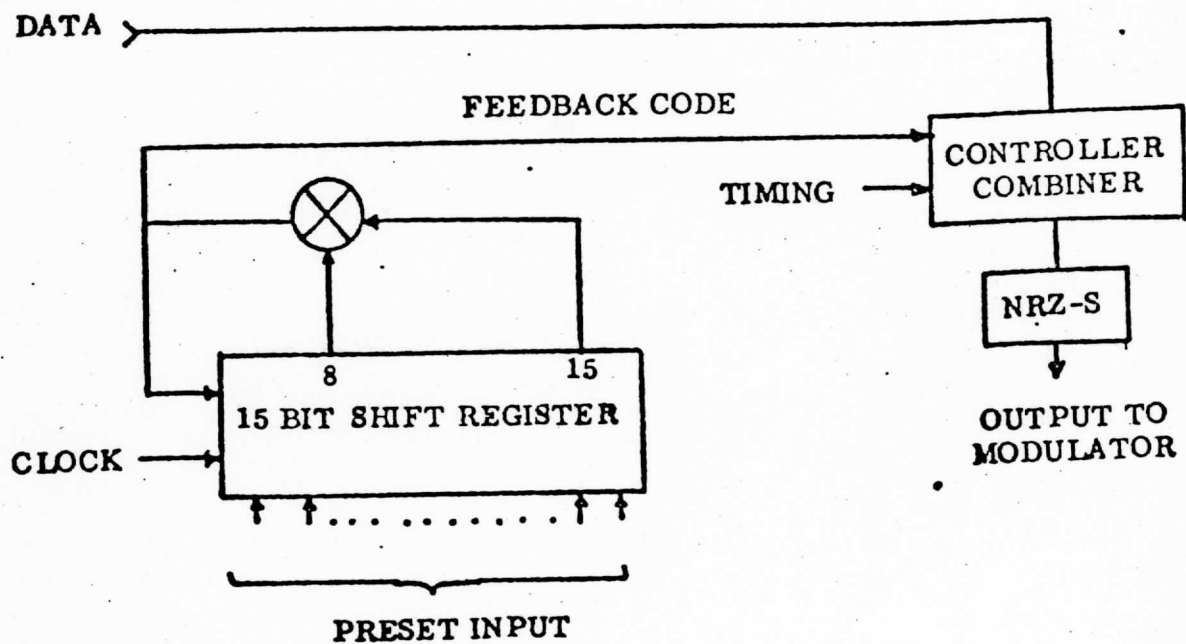 DATA
FEEDBACK CODE
CONTROLLER
COMBINER
TIMING
NRZ-S
8
15
15 BIT SHIFT REGISTER
CLOCK
OUTPUT TO
MODULATOR
PRESET INPUT